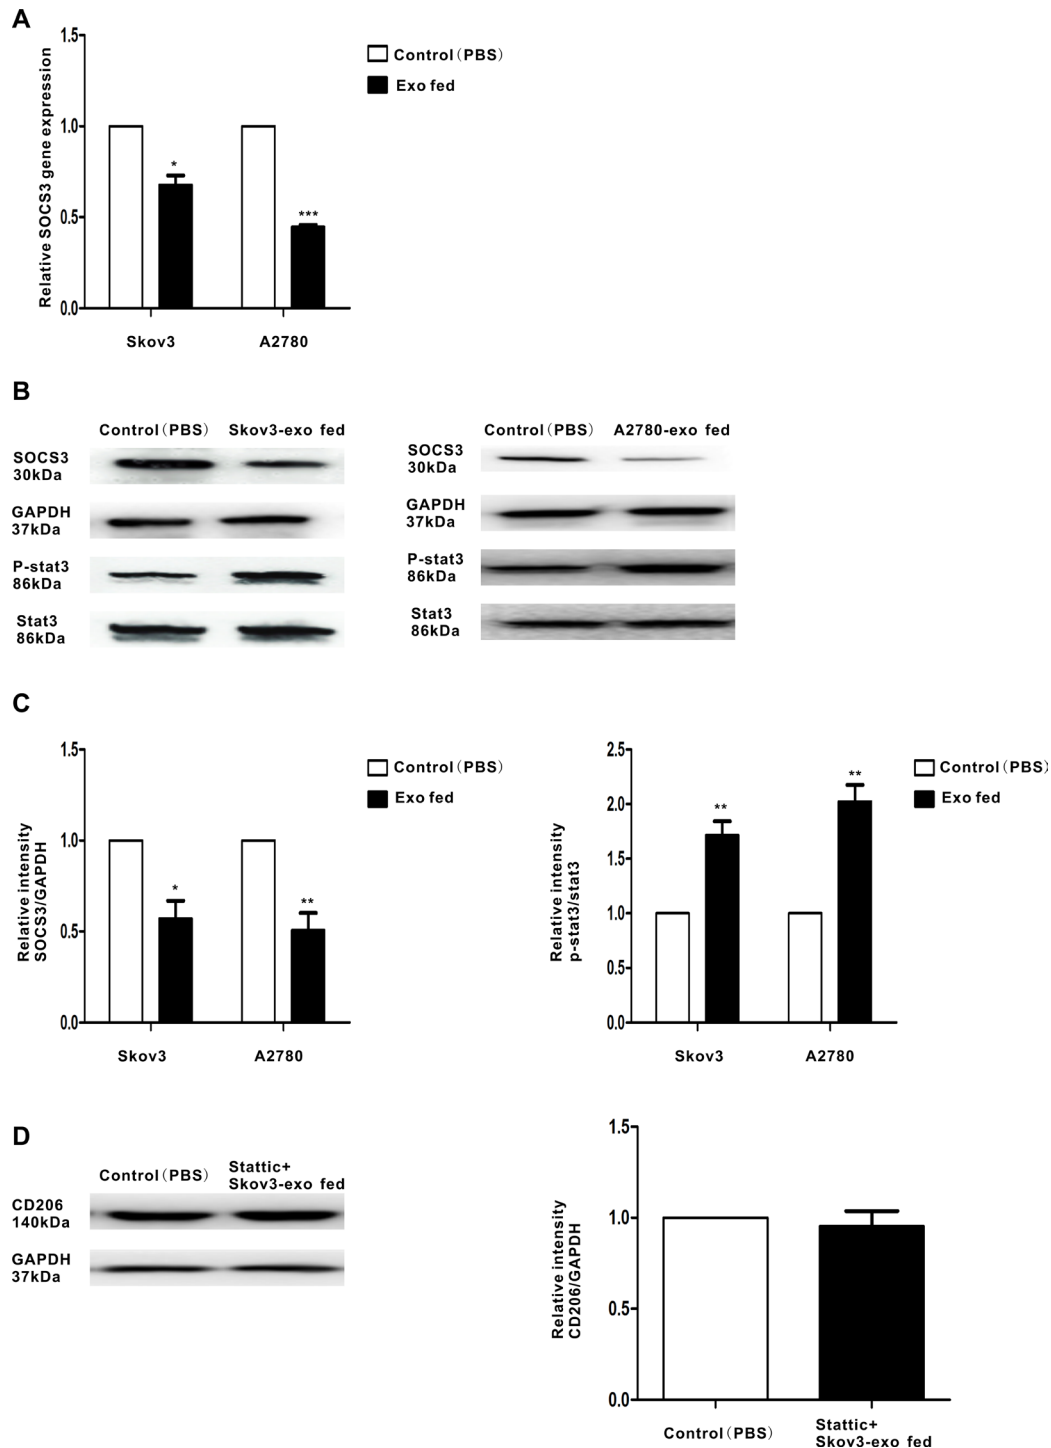 A
1.5
1.0
0.5
0.0
Relative SOCS3 gene expression
Control（PBS）
Exo fed
*
***
Skov3
A2780
B
Control（PBS） Skov3-exo fed
SOCS3
30kDa
GAPDH
37kDa
P-stat3
86kDa
Stat3
86kDa
Control（PBS） A2780-exo fed
SOCS3
30kDa
GAPDH
37kDa
P-stat3
86kDa
Stat3
86kDa
C
1.5
1.0
0.5
0.0
Relative intensity
SOCS3/GAPDH
Control（PBS）
Exo fed
*
**
Skov3
A2780
2.5
2.0
1.5
1.0
0.5
0.0
Relative intensity
p-stat3/stat3
Control（PBS）
Exo fed
**
**
Skov3
A2780
D
Control（PBS）
Stattic+
Skov3-exo fed
CD206
140kDa
GAPDH
37kDa
1.5
1.0
0.5
0.0
Relative intensity
CD206/GAPDH
Control（PBS）
Stattic+
Skov3-exo fed